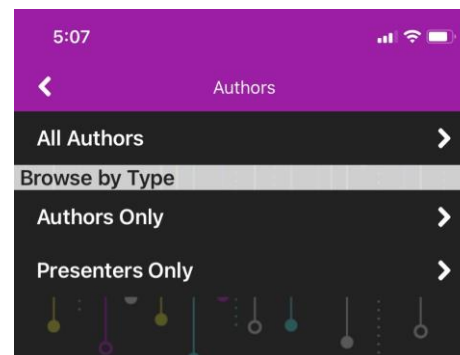 5:07
Authors
All Authors
Browse by Type
Authors Only
Presenters Only